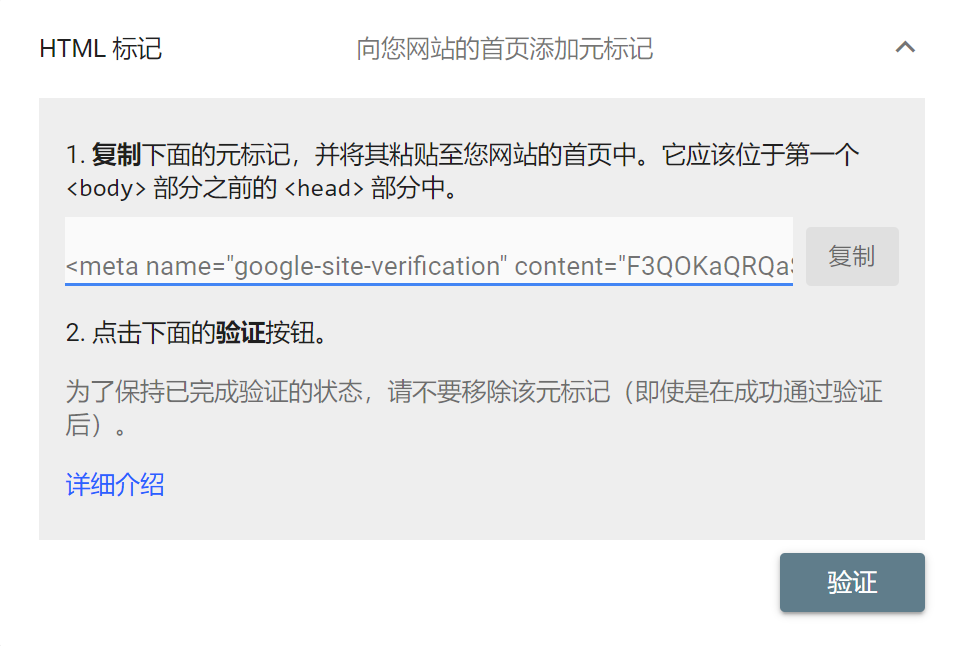 HTML 标记 向您网站的首页添加元标记
1. 复制下面的元标记，并将其粘贴至您网站的首页中。它应该位于第一个
<body> 部分之前的 <head> 部分中。
<meta name="google-site-verification" content="F3QOKaQRQaS
复制
2. 点击下面的验证按钮。
为了保持已完成验证的状态，请不要移除该元标记（即使是在成功通过验证
后）。
详细介绍
验证